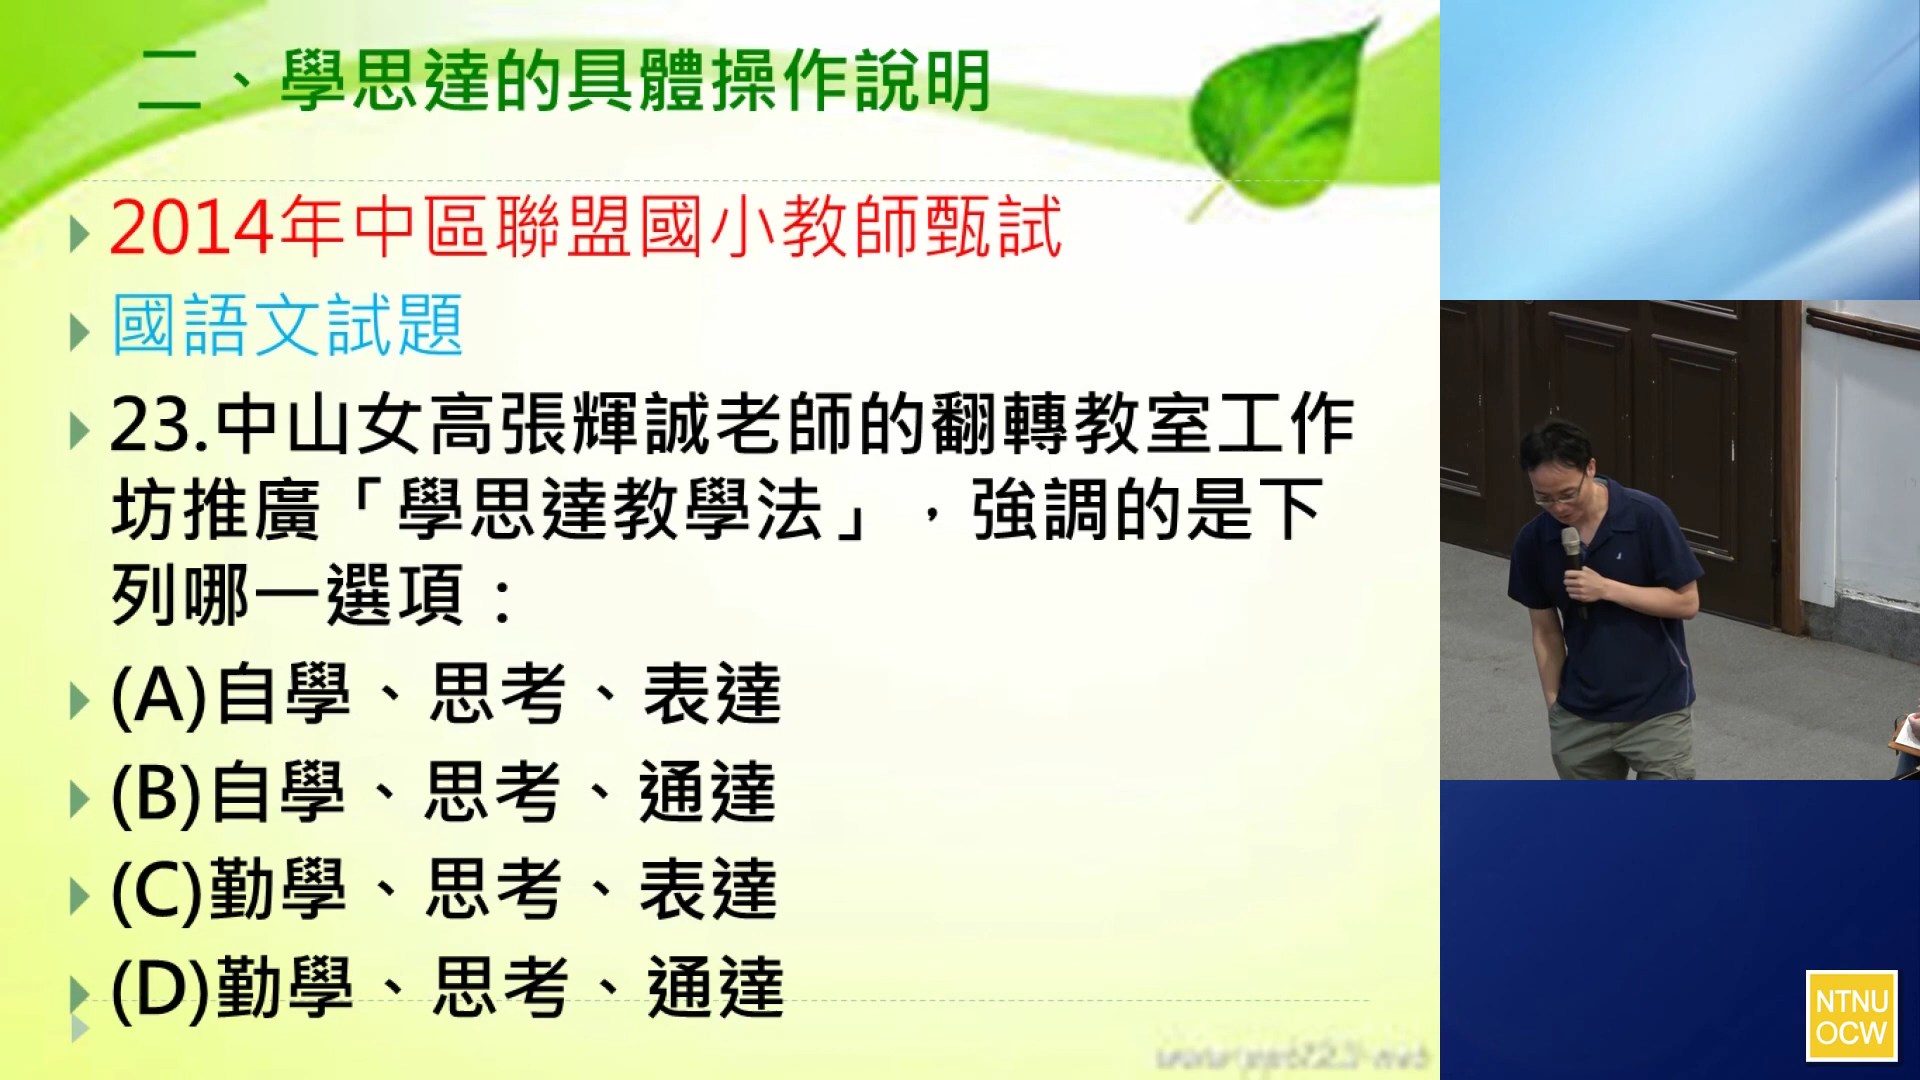 二、學思達的具體操作說明
2014年中區聯盟國小教師甄試
國語文試題
23.中山女高張輝誠老師的翻轉教室工作
坊推廣「學思達教學法」，強調的是下
列哪一選項：
(A)自學、思考、表達
(B)自學、思考、通達
(C)勤學、思考、表達
(D)勤學、思考、通達
NTNU
OCW